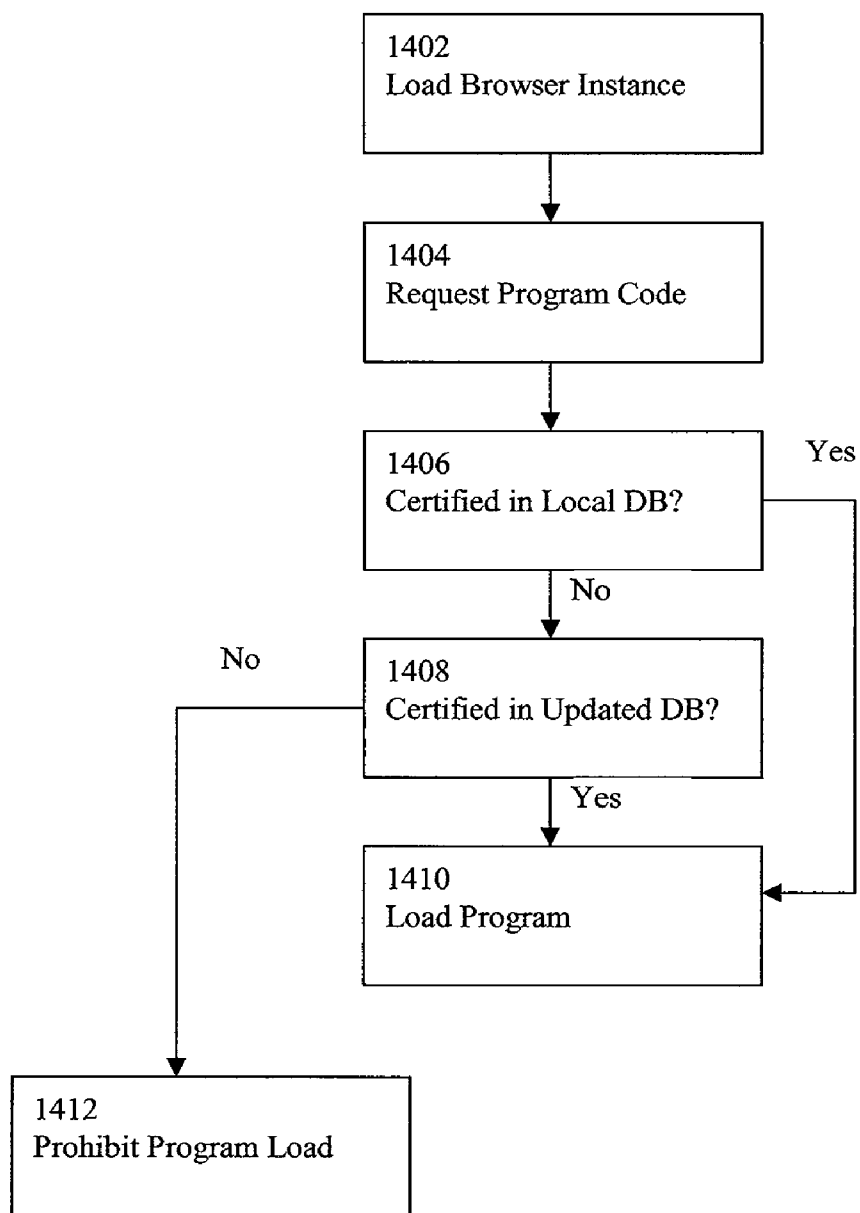 1402
Load Browser Instance
1404
Request Program Code
1406
Certified in Local DB?
Yes
No
1408
Certified in Updated DB?
No
Yes
1410
Load Program
1412
Prohibit Program Load